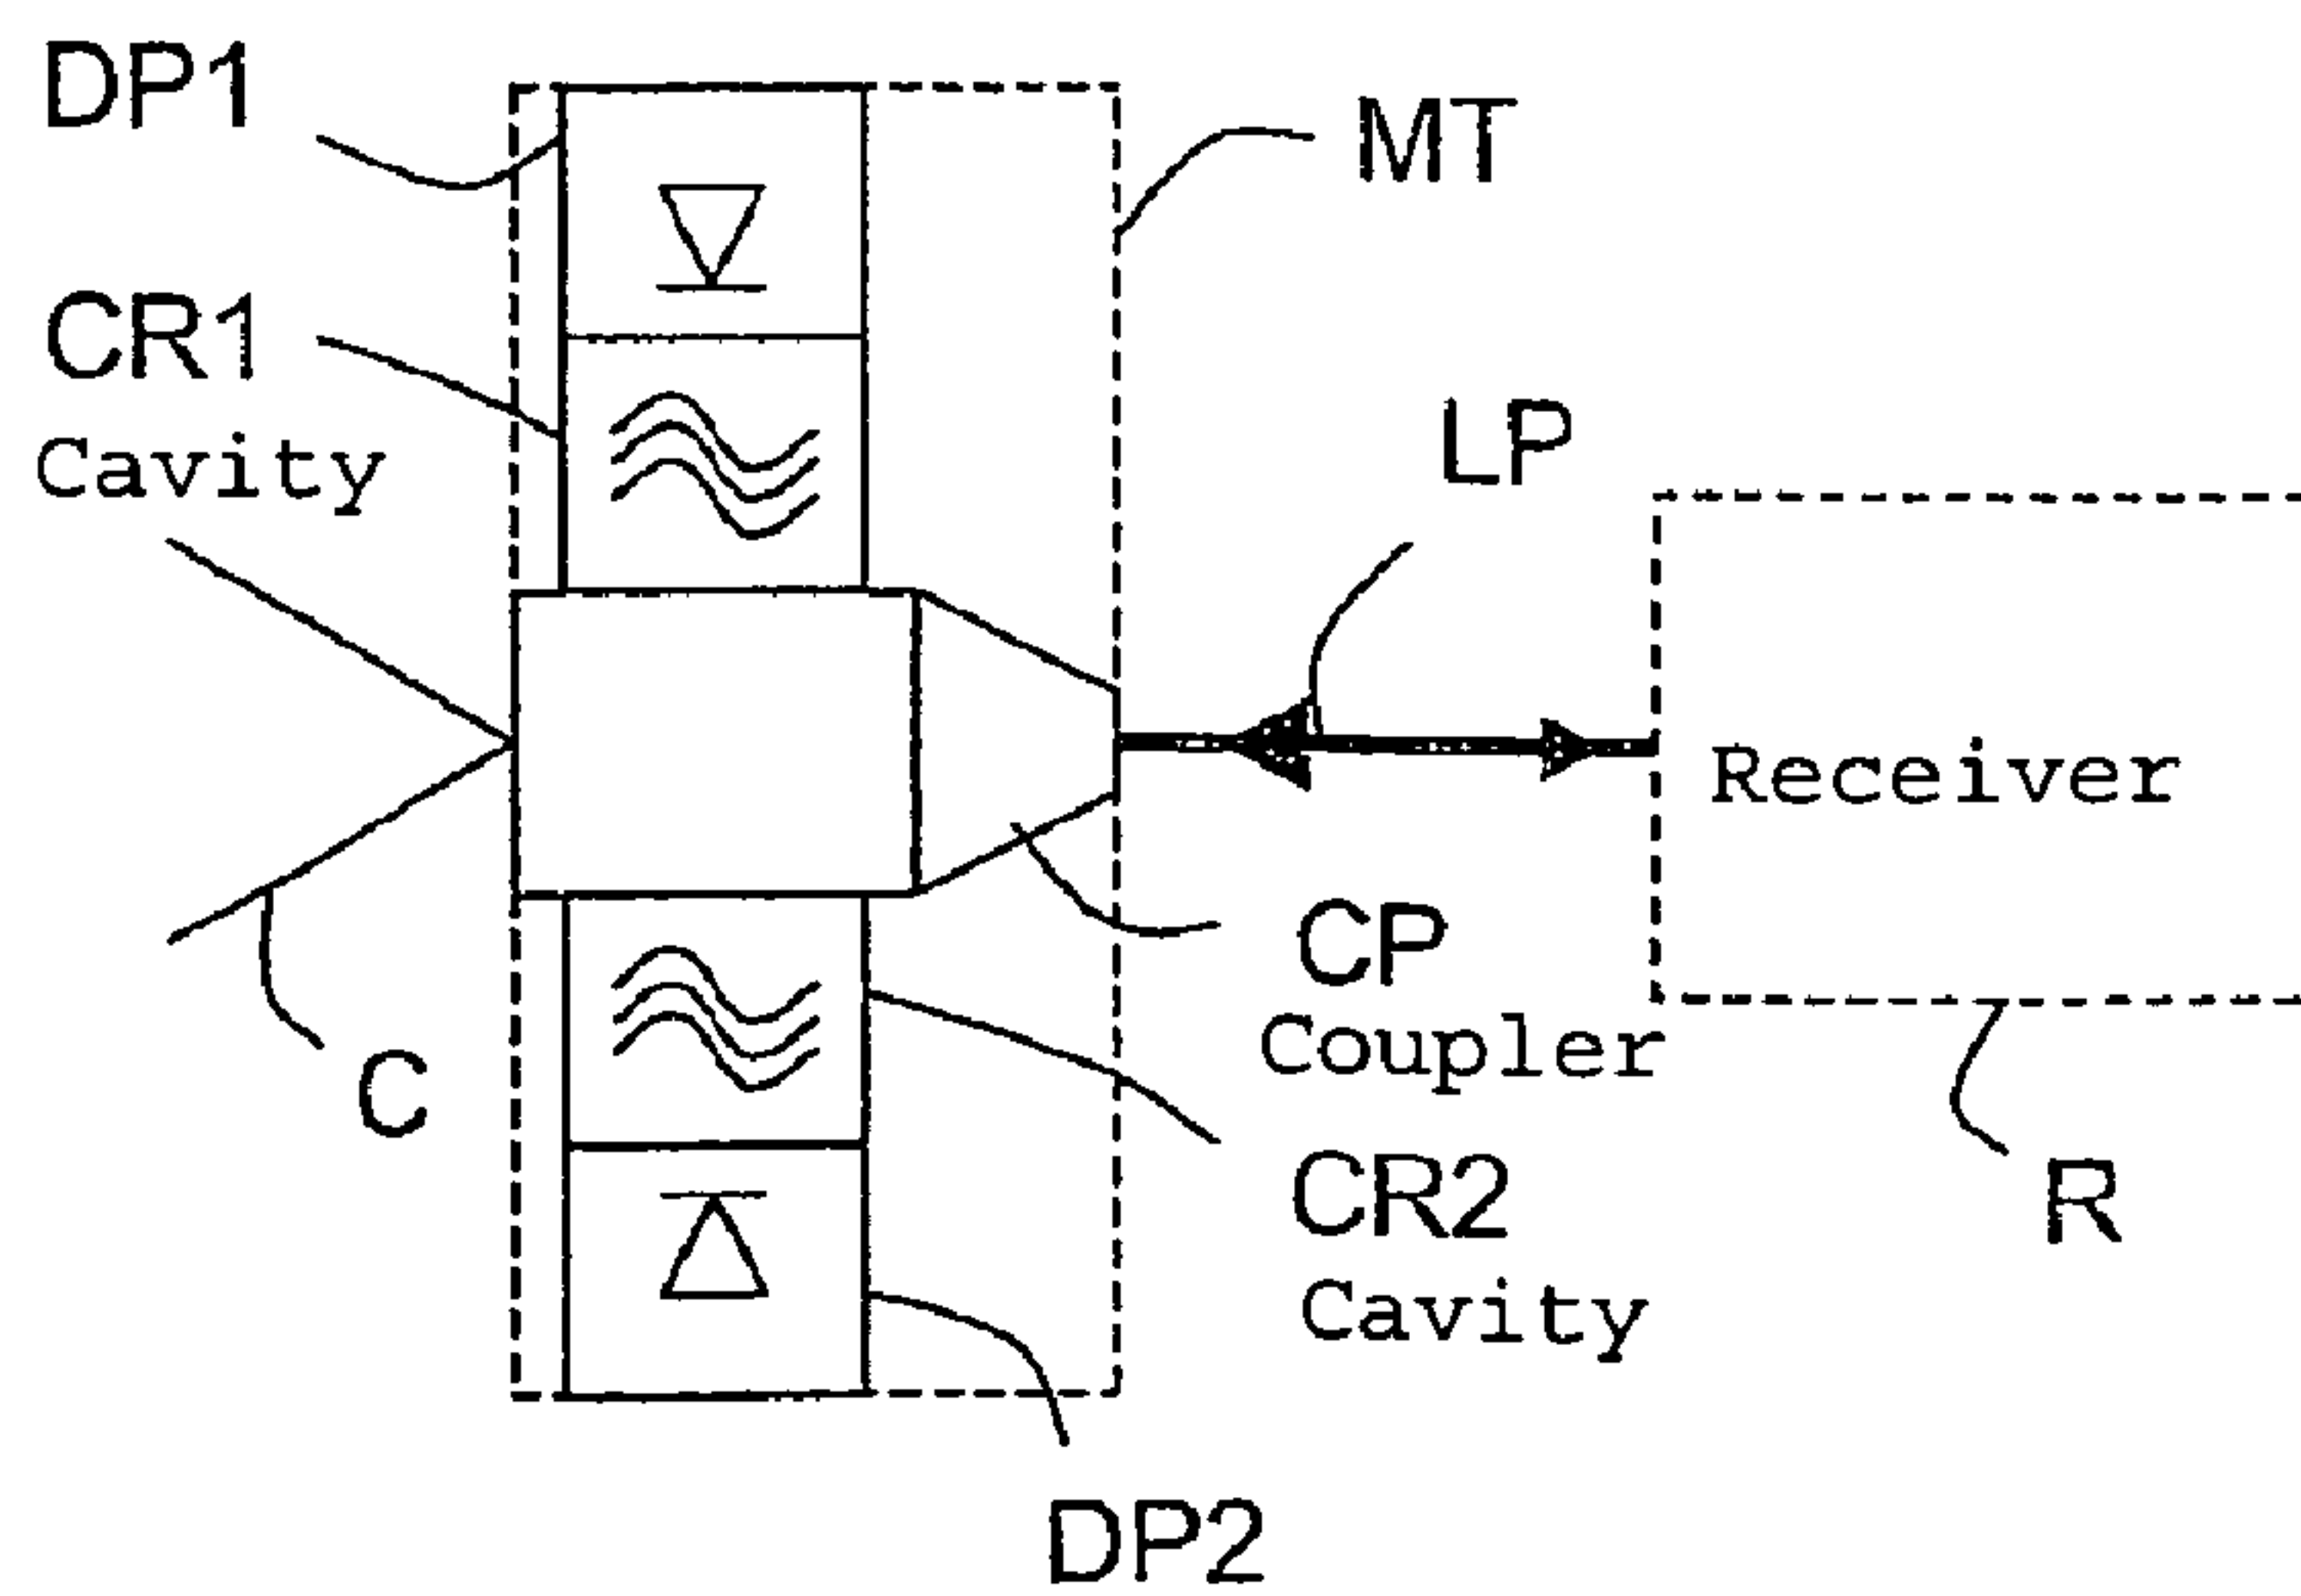 DP1
MT
CR1
Cavity
LP
Receiver
CP
Coupler
C
CR2
Cavity
R
DP2